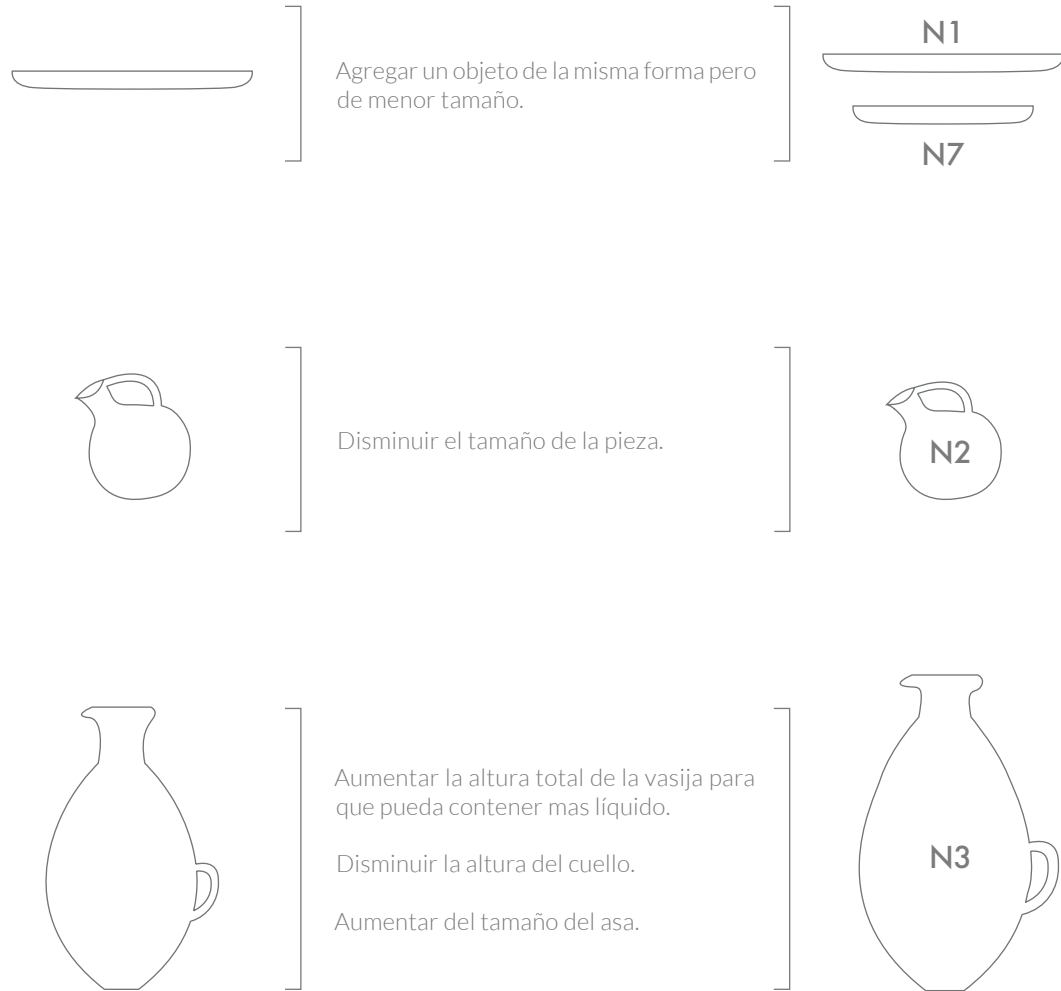 Agregar un objeto de la misma forma pero
de menor tamaño.
N1
N7
Disminuir el tamaño de la pieza.
N2
Aumentar la altura total de la vasija para
que pueda contener mas líquido.
Disminuir la altura del cuello.
Aumentar del tamaño del asa.
N3